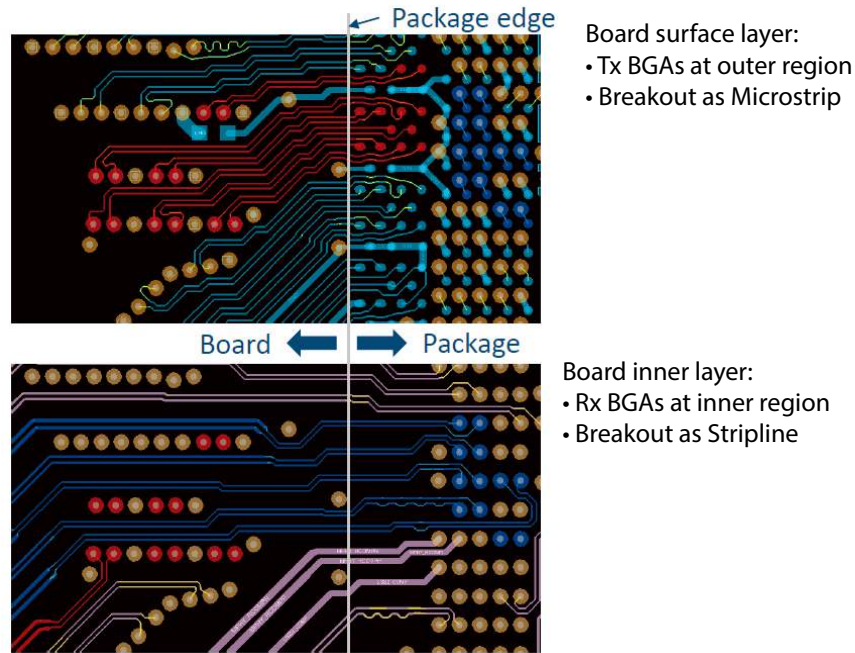 Package edge
Board surface layer:
• Tx BGAs at outer region
• Breakout as Microstrip
Board
Package
Board inner layer:
• Rx BGAs at inner region
• Breakout as Stripline